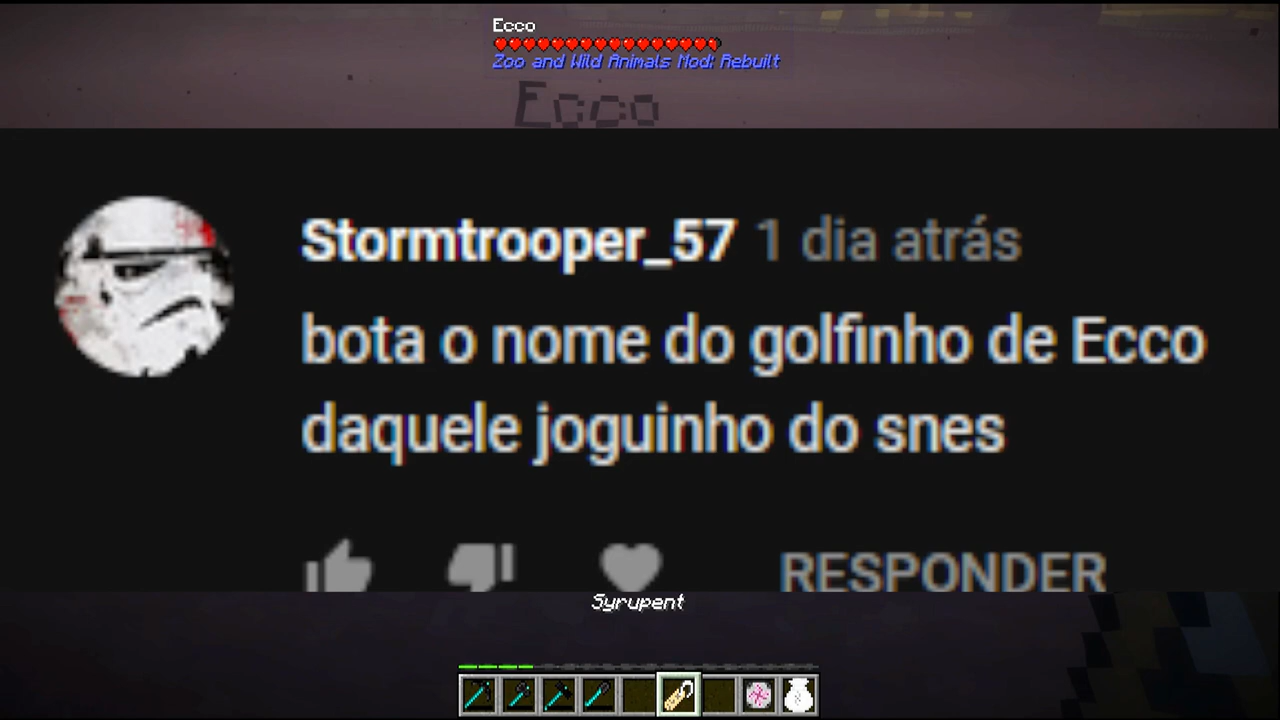 Ecco
Zoo and Wild Animals Mod: Rebuilt
Ecco
Stormtrooper_57 1 dia atrás
bota o nome do golfinho de Ecco
daquele joguinho do snes
RESPONDER
Syrupent